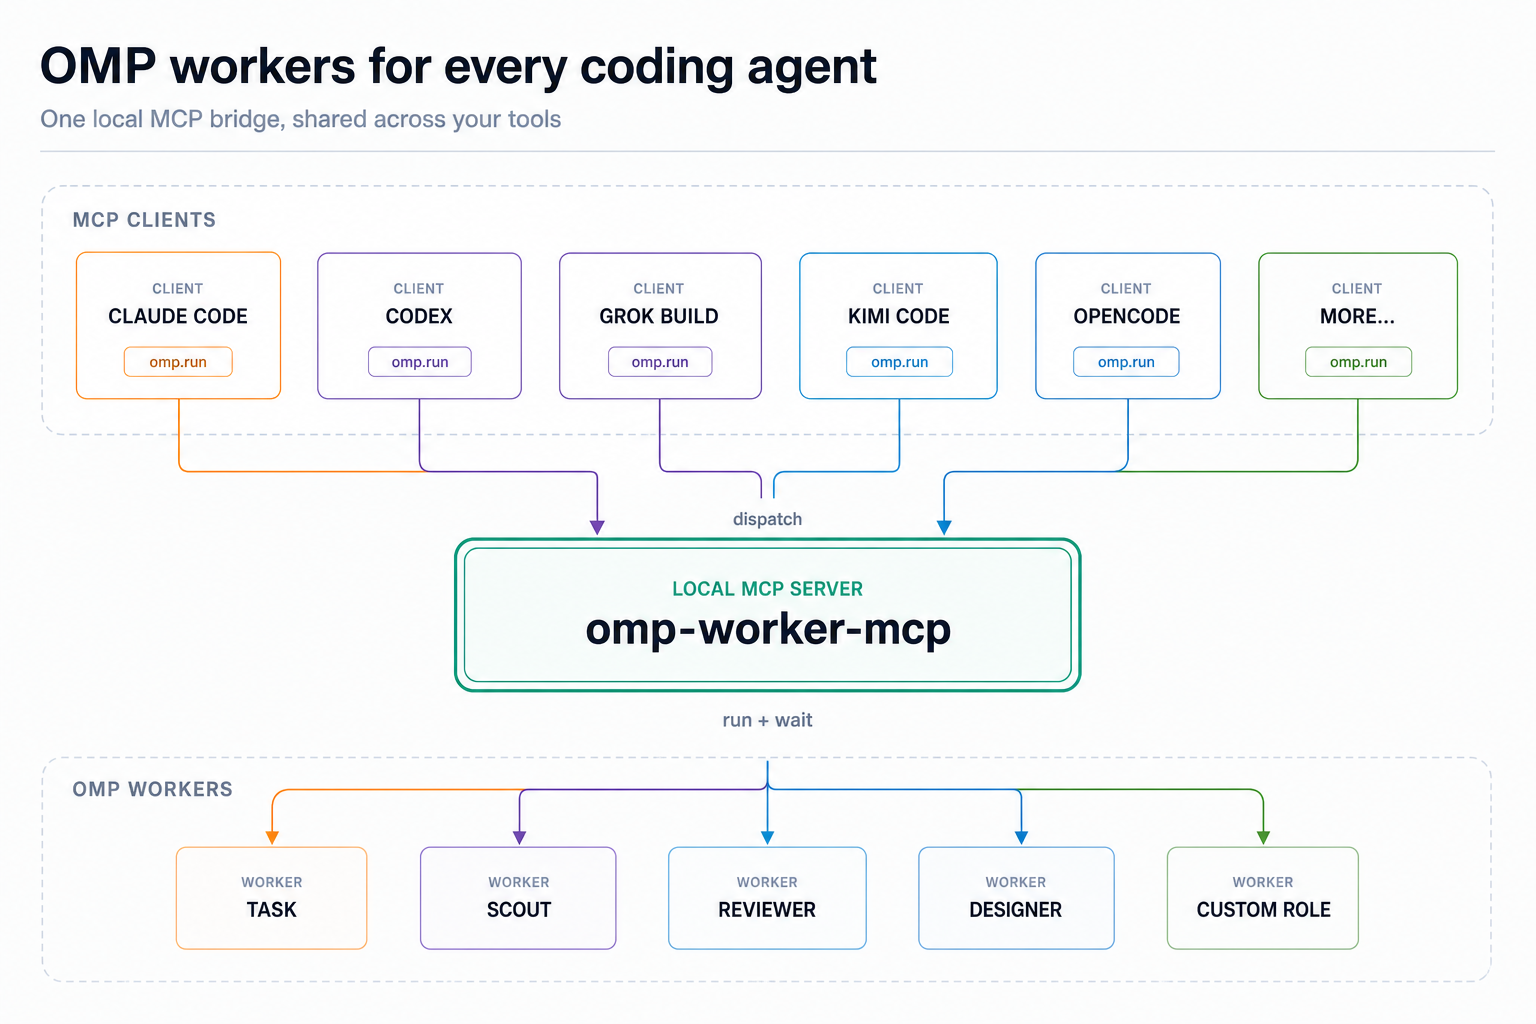 OMP workers for every coding agent
One local MCP bridge, shared across your tools
MCP CLIENTS
CLIENT
CLAUDE CODE
omp.run
CLIENT
CODEX
omp.run
CLIENT
GROK BUILD
omp.run
CLIENT
KIMI CODE
omp.run
CLIENT
OPENCODE
omp.run
CLIENT
MORE...
omp.run
dispatch
LOCAL MCP SERVER
omp-worker-mcp
run + wait
OMP WORKERS
WORKER
TASK
WORKER
SCOUT
WORKER
REVIEWER
WORKER
DESIGNER
WORKER
CUSTOM ROLE